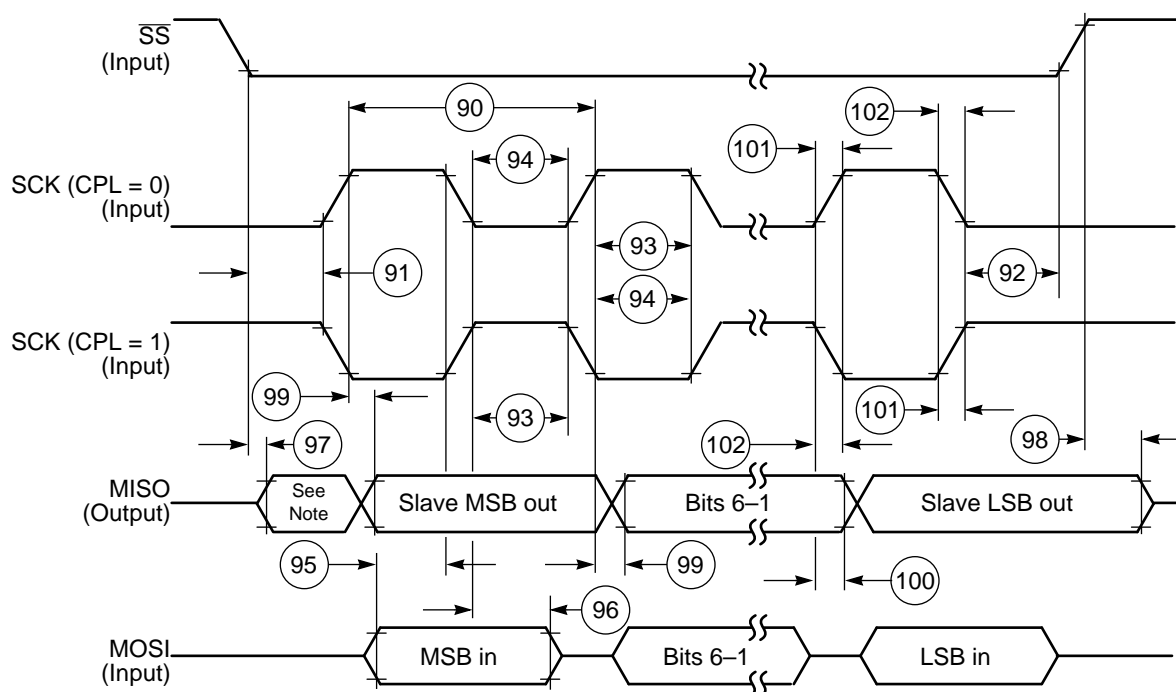 SS
(Input)
90
102
101
94
SCK (CPL = 0)
(Input)
93
91
92
94
SCK (CPL = 1)
(Input)
99
93
101
97
102
98
MISO
(Output)
See
Note
Slave MSB out
Bits 6–1
Slave LSB out
95
99
100
96
MOSI
(Input)
MSB in
Bits 6–1
LSB in